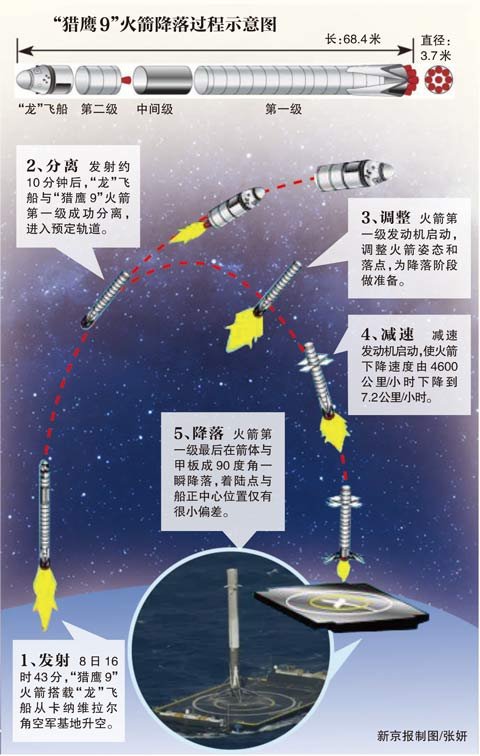 “猎鹰9”火箭降落过程示意图
长：68.4米
直径：
3.7米
“龙”飞船
第二级
中间级
第一级
2、分离 发射约
10分钟后，“龙”飞
船与“猎鹰9”火箭
第一级成功分离，
进入预定轨道。
3、调整 火箭第
一级发动机启动，
调整火箭姿态和
落点，为降落阶段
做准备。
4、减速 减速
发动机启动，使火箭
下降速度由4600
公里/小时下降到
7.2公里/小时。
5、降落 火箭第
一级最后在箭体与
甲板成90度角一
瞬降落，着陆点与
船正中心位置仅有
很小偏差。
1、发射 8日16
时43分，“猎鹰9”
火箭搭载“龙”飞
船从卡纳维拉尔
角空军基地升空。
新京报制图/张妍